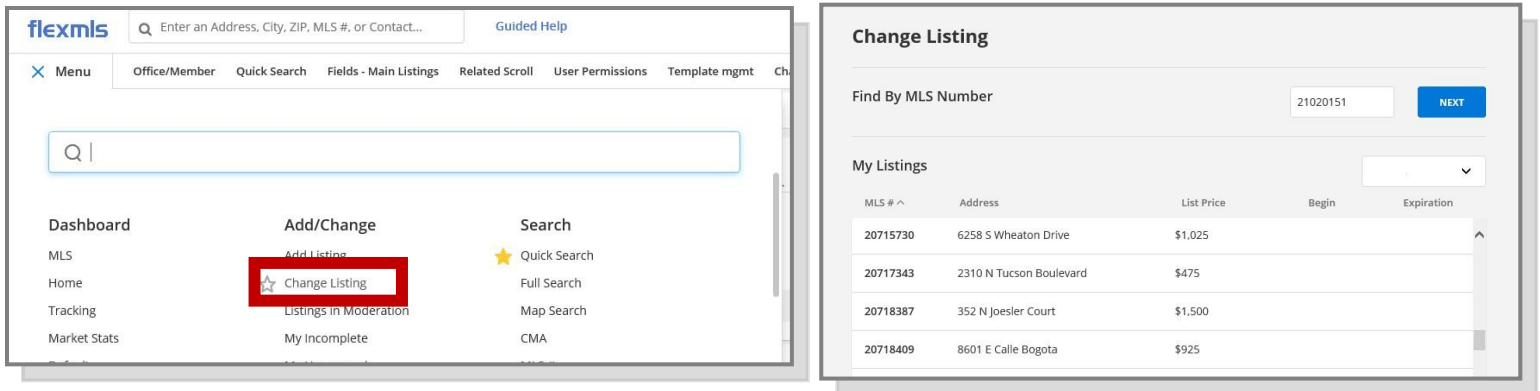 flexmls
Enter an Address, City, ZIP, MLS #, or Contact...
Guided Help
Menu Office/Member Quick Search Fields - Main Listings Related Scroll User Permissions Template mgmt
Dashboard Add/Change Search
MLS Add Listing Quick Search
Home Change Listing Full Search
Tracking Listings in Moderation Map Search
Market Stats My Incomplete CMA
Change Listing
Find By MLS Number 21020151 NEXT
My Listings
MLS # Address List Price Begin Expiration
20715730 6258 S Wheaton Drive $1,025
20717343 2310 N Tucson Boulevard $475
20718387 352 N Joesler Court $1,500
20718409 8601 E Calle Bogota $925